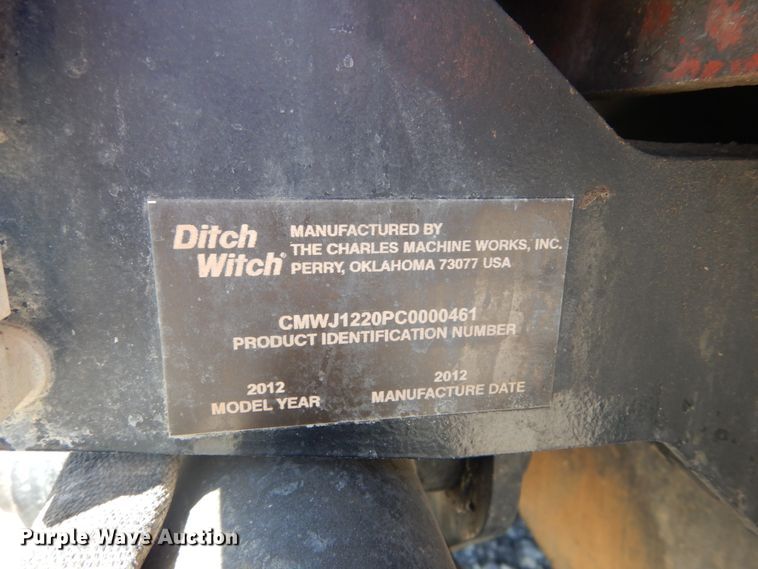 Ditch
Witch®
MANUFACTURED BY
THE CHARLES MACHINE WORKS, INC.
PERRY, OKLAHOMA 73077 USA
CMWJ1220PC0000461
PRODUCT IDENTIFICATION NUMBER
2012
MODEL YEAR
2012
MANUFACTURE DATE
Purple Wave Auction